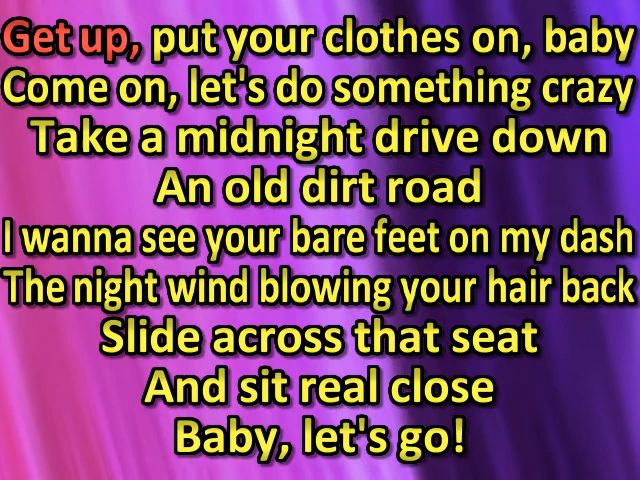 Get up, put your clothes on, baby
Come on, let's do something crazy
Take a midnight drive down
An old dirt road
I wanna see your bare feet on my dash
The night wind blowing your hair back
Slide across that seat
And sit real close
Baby, let's go!